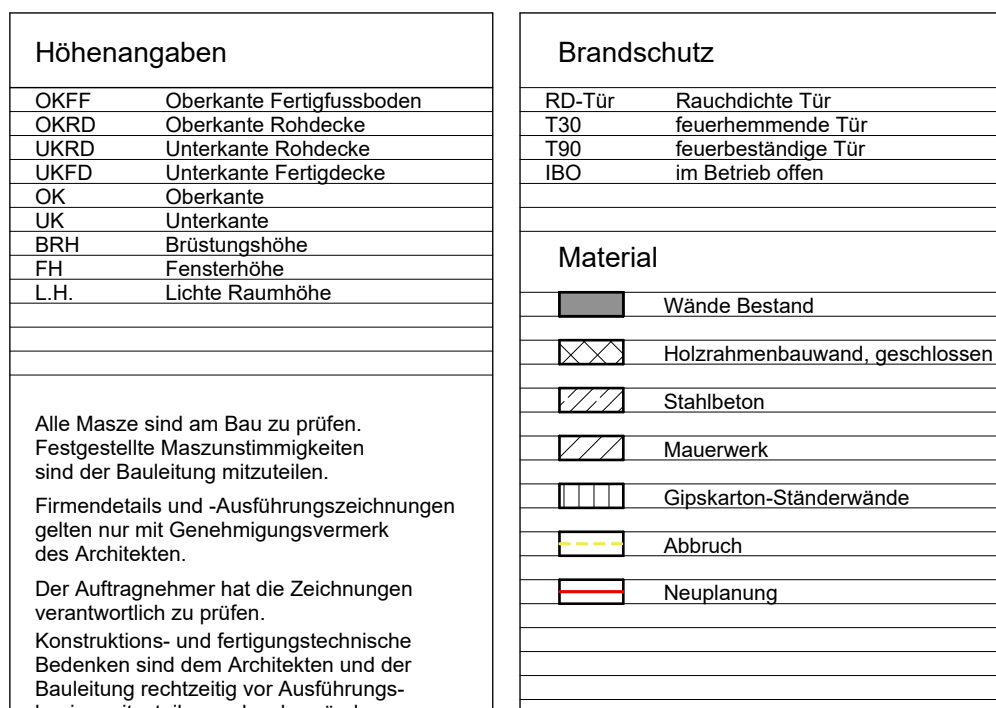 Höhenangaben
OKFF Oberkante Fertigfussboden
OKRD Oberkante Rohdecke
UKRD Unterkante Rohdecke
UKFD Unterkante Fertigdecke
OK Oberkante
UK Unterkante
BRH Brüstungshöhe
FH Fensterhöhe
L.H. Lichte Raumhöhe
Alle Masze sind am Bau zu prüfen.
Festgestellte Maszunstimmigkeiten
sind der Bauleitung mitzuteilen.
Firmendetails und -Ausführungszeichnungen
gelten nur mit Genehmigungsvermerk
des Architekten.
Der Auftragnehmer hat die Zeichnungen
verantwortlich zu prüfen.
Konstruktions- und fertigungstechnische
Bedenken sind dem Architekten und der
Bauleitung rechtzeitig vor Ausführungs-
Brandschutz
RD-Tür Rauchdichte Tür
T30 feuerhemmende Tür
T90 feuerbeständige Tür
IBO im Betrieb offen
Material
Wände Bestand
Holzrahmenbauwand, geschlossen
Stahlbeton
Mauerwerk
Gipskarton-Ständerwände
Abbruch
Neuplanung